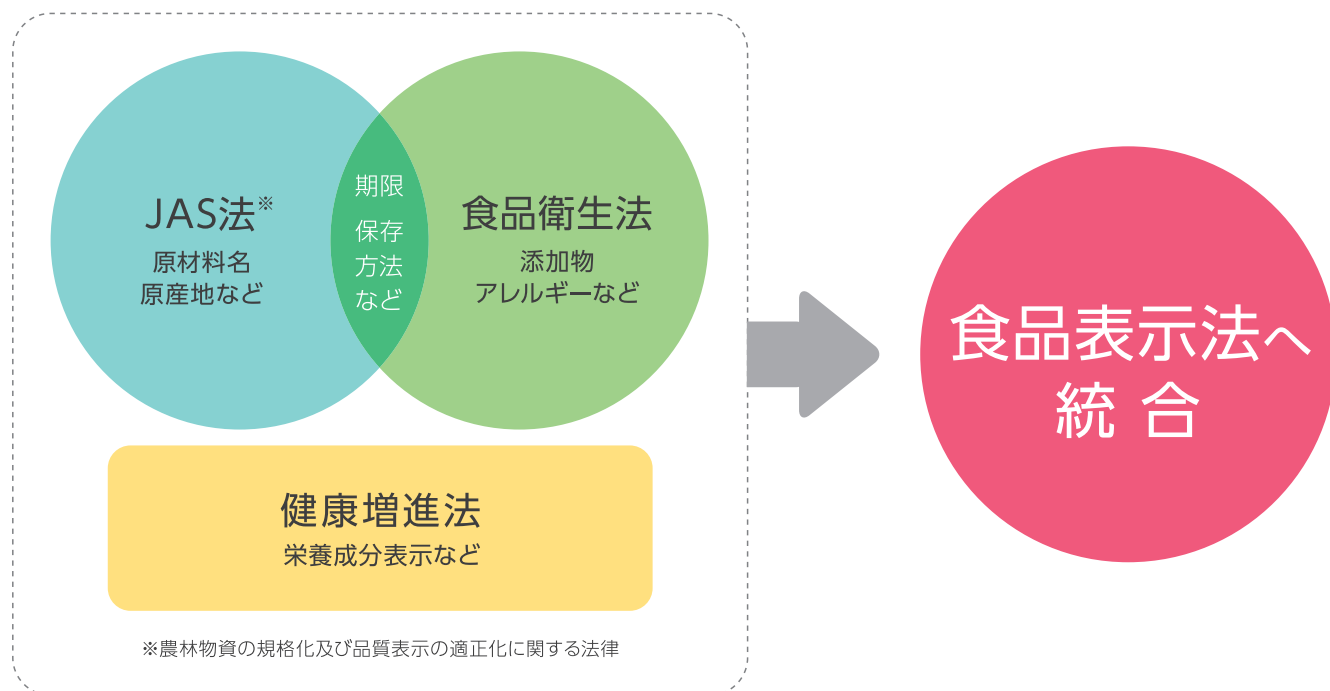 JAS法※
原材料名
原産地など
期限
保存
方法
など
食品衛生法
添加物
アレルギーなど
健康増進法
栄養成分表示など
※農林物資の規格化及び品質表示の適正化に関する法律
食品表示法へ
統合